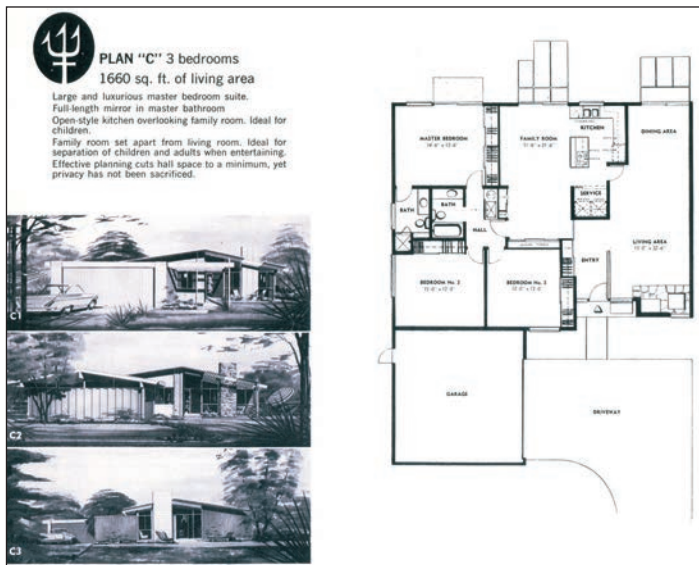 PLAN "C" 3 bedrooms
1660 sq. ft. of living area
Large and luxurious master bedroom suite.
Full-length mirror in master bathroom
Open-style kitchen overlooking family room. Ideal for
children.
Family room set apart from living room. Ideal for
separation of children and adults when entertaining.
Effective planning cuts hall space to a minimum, yet
privacy has not been sacrificed.
C1
C2
C3
MASTER BEDROOM
FAMILY ROOM
KITCHEN
DINING AREA
SERVICE
BATH
BATH
HALL
LIVING AREA
ENTRY
BEDROOM No. 2
BEDROOM No. 3
GARAGE
DRIVEWAY